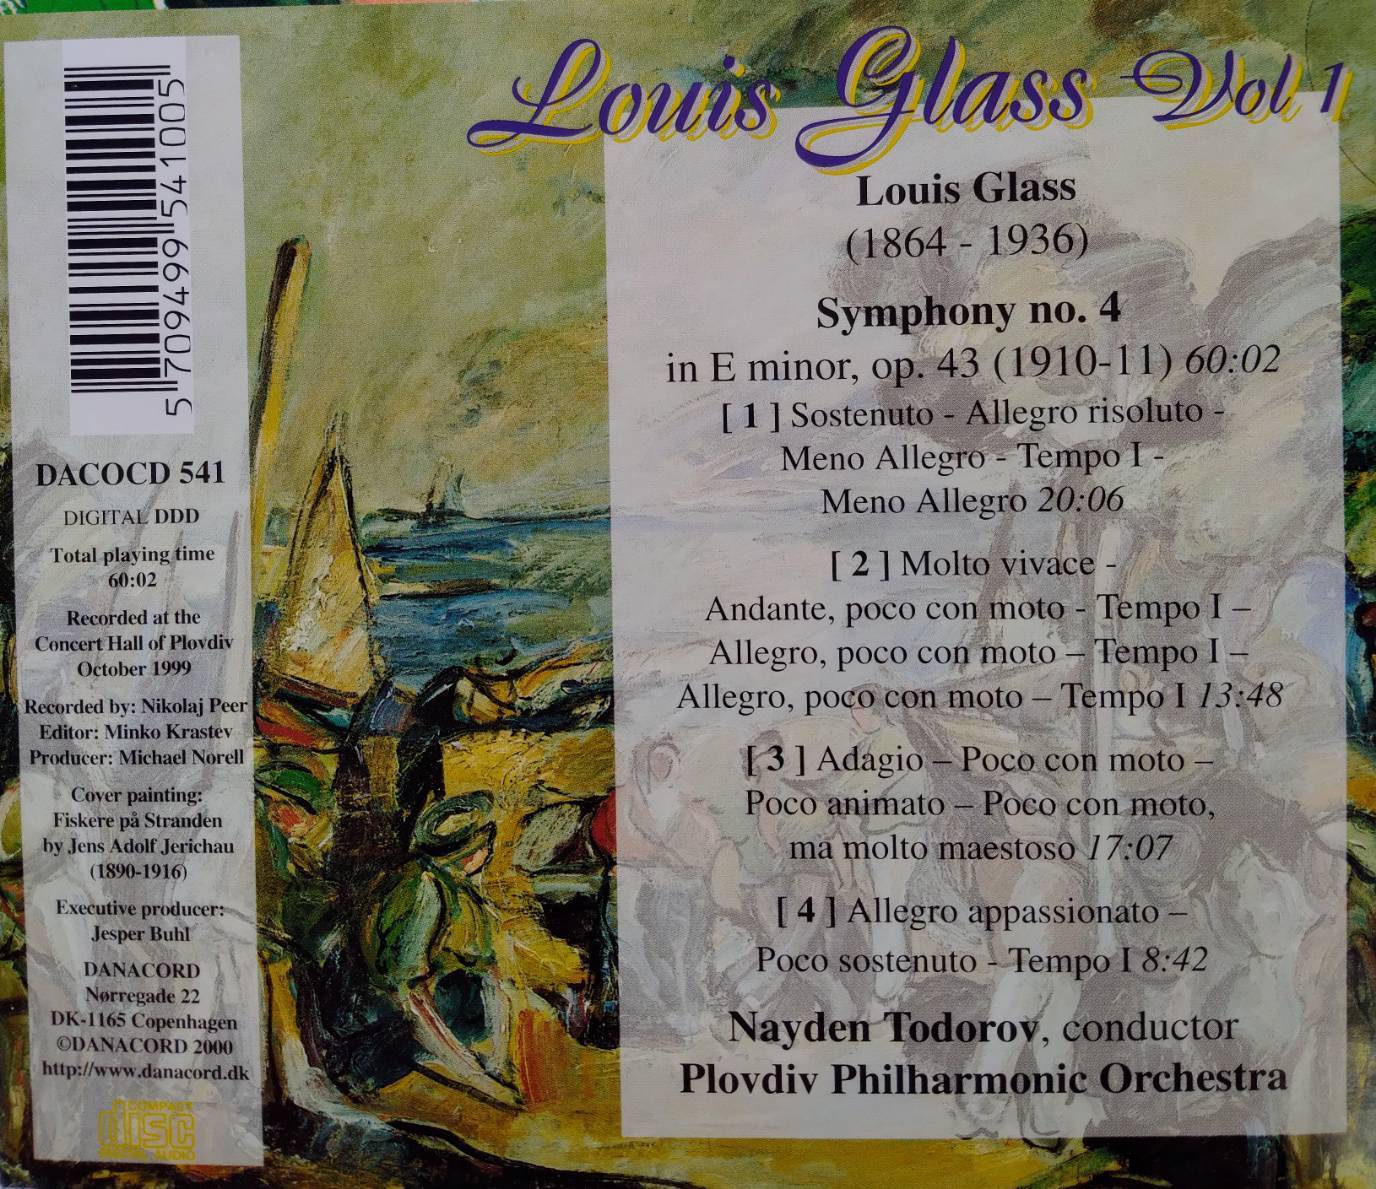 Louis Glass Vol 1
Louis Glass
(1864 - 1936)
Symphony no. 4
in E minor, op. 43 (1910-11) 60:02
[ 1 ] Sostenuto - Allegro risoluto -
Meno Allegro - Tempo I -
Meno Allegro 20:06
[ 2 ] Molto vivace -
Andante, poco con moto - Tempo I –
Allegro, poco con moto – Tempo I –
Allegro, poco con moto – Tempo I 13:48
[ 3 ] Adagio – Poco con moto –
Poco animato – Poco con moto,
ma molto maestoso 17:07
[ 4 ] Allegro appassionato –
Poco sostenuto - Tempo I 8:42
Nayden Todorov, conductor
Plovdiv Philharmonic Orchestra
5 709499 541005
DACOCD 541
DIGITAL DDD
Total playing time
60:02
Recorded at the
Concert Hall of Plovdiv
October 1999
Recorded by: Nikolaj Peer
Editor: Minko Krastev
Producer: Michael Norell
Cover painting:
Fiskere på Stranden
by Jens Adolf Jerichau
(1890-1916)
Executive producer:
Jesper Buhl
DANACORD
Nørregade 22
DK-1165 Copenhagen
©DANACORD 2000
http://www.danacord.dk
COMPACT
disc
DIGITAL AUDIO